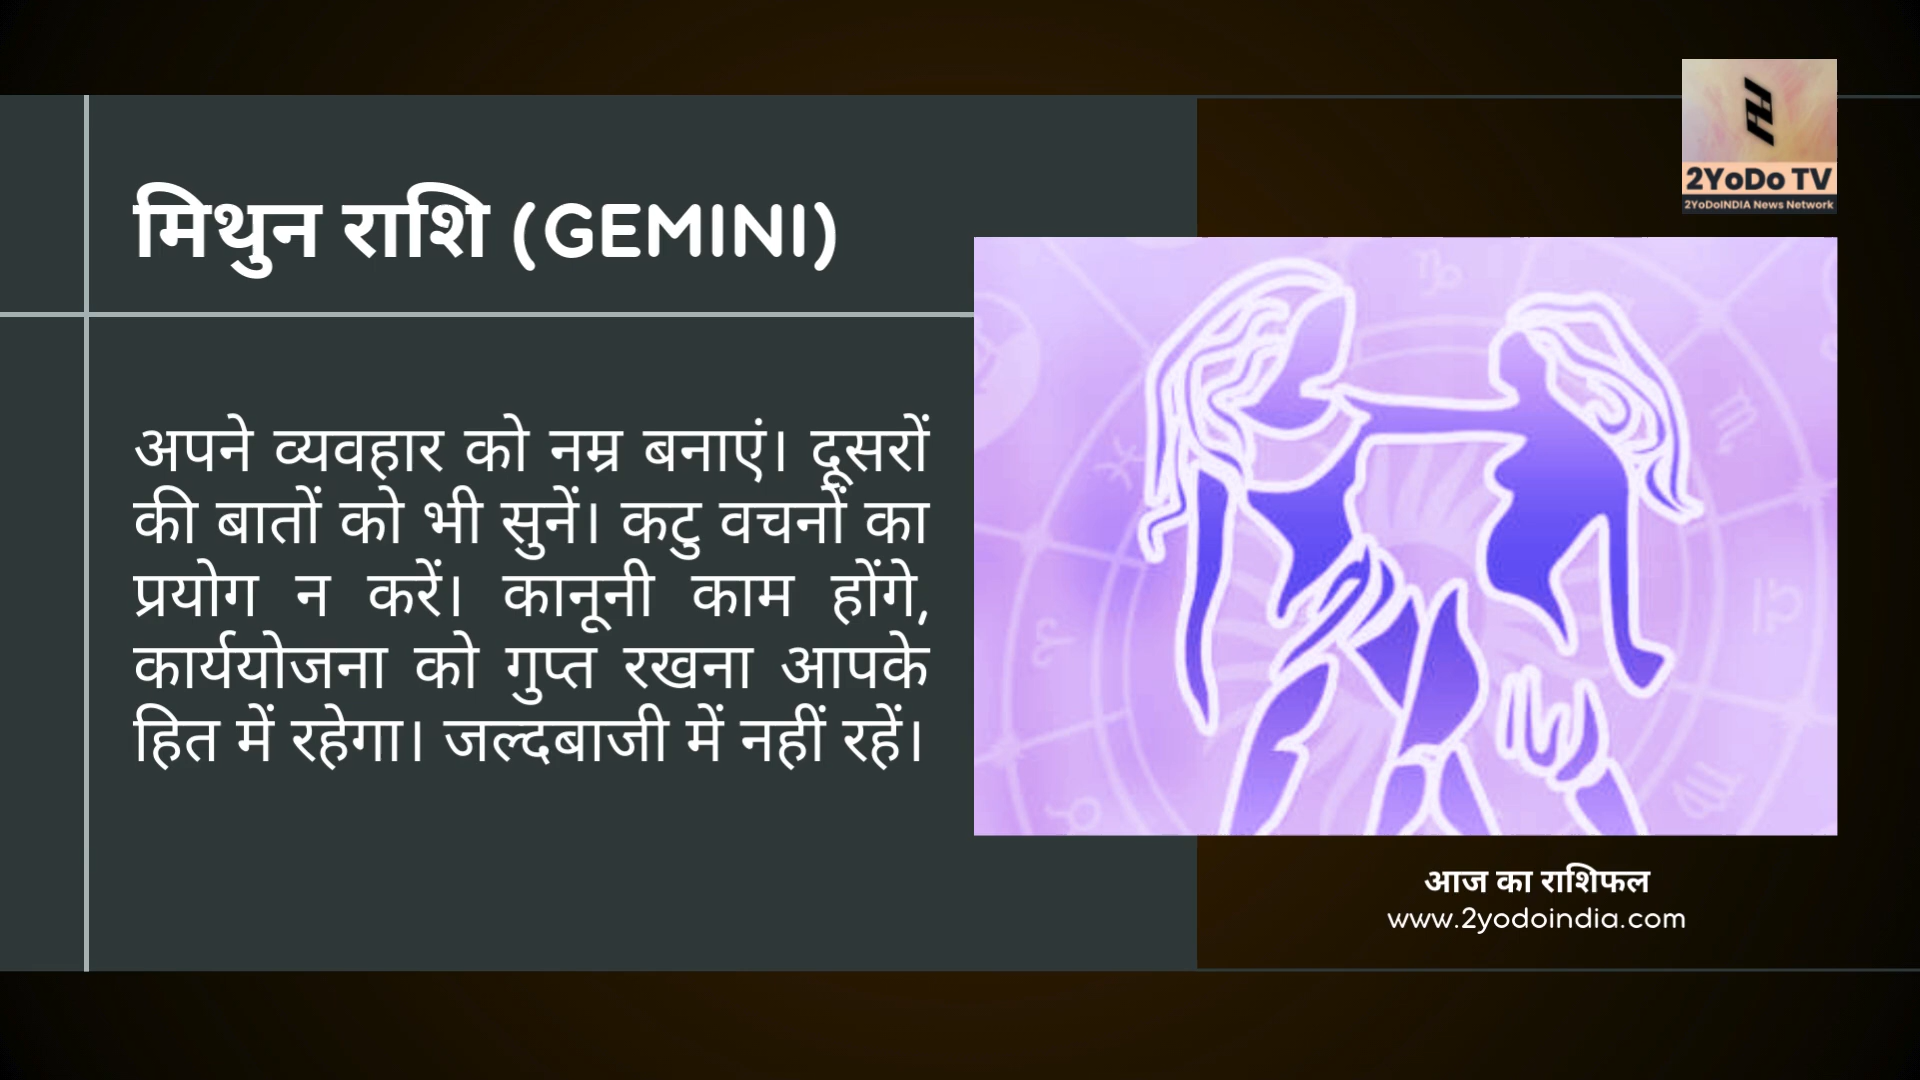 2YoDo TV
2YoDoINDIA News Network
मिथुन राशि (GEMINI)
अपने व्यवहार को नम्र बनाएं। दूसरों
की बातों को भी सुनें। कटु वचनों का
प्रयोग न करें। कानूनी काम होंगे,
कार्ययोजना को गुप्त रखना आपके
हित में रहेगा। जल्दबाजी में नहीं रहें।
आज का राशिफल
www.2yodoindia.com